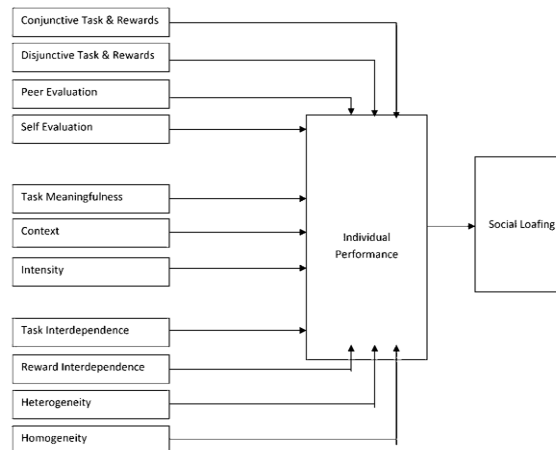 Conjunctive Task & Rewards
Disjunctive Task & Rewards
Peer Evaluation
Self Evaluation
Task Meaningfulness
Context
Intensity
Task Interdependence
Reward Interdependence
Heterogeneity
Homogeneity
Individual
Performance
Social Loafing